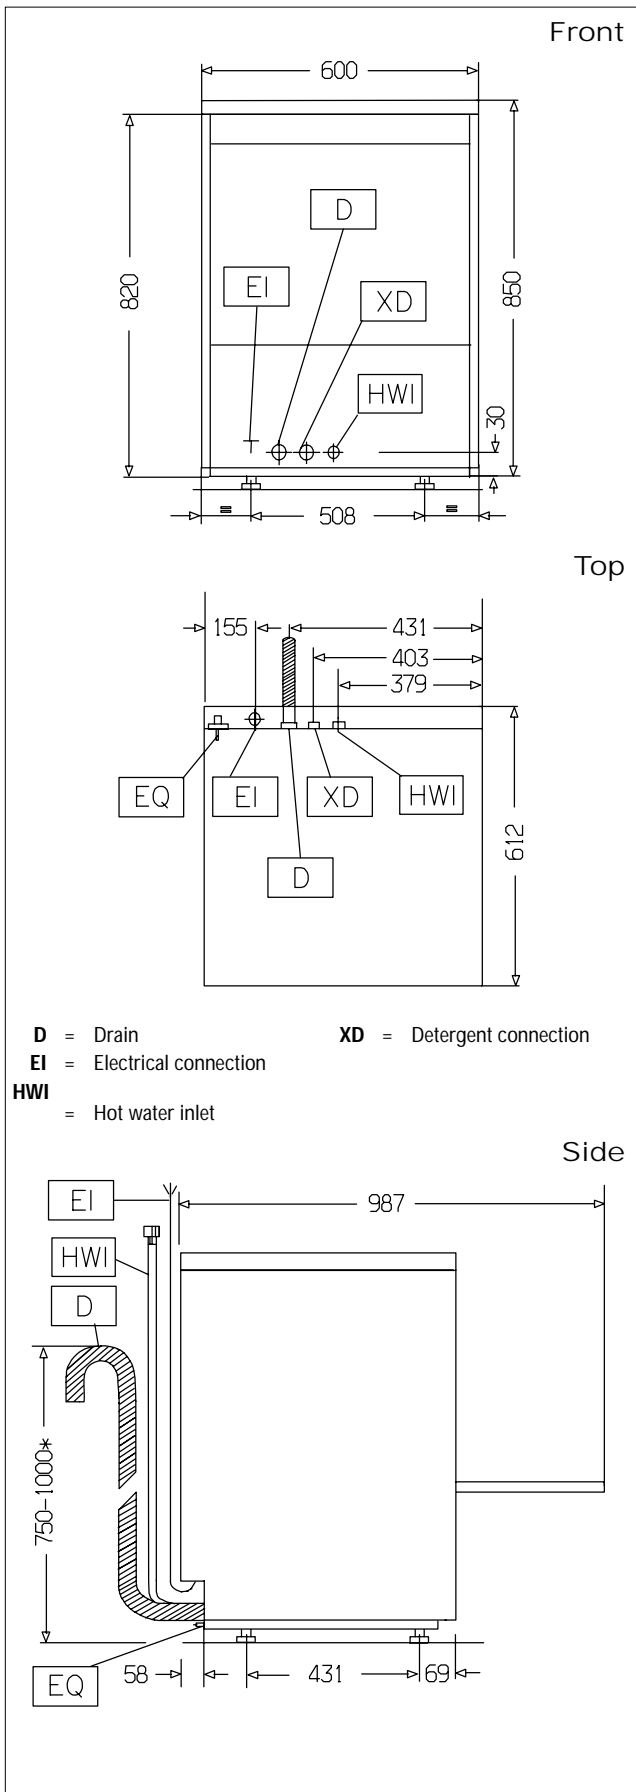 Front
600
D
EI
XD
820
850
HWI
30
= 508 =
Top
155 431
403
379
EQ EI XD HWI
D
612
D = Drain XD = Detergent connection
EI = Electrical connection
HWI
= Hot water inlet
Side
EI
987
HWI
D
750-1000*
EQ
58 431 69